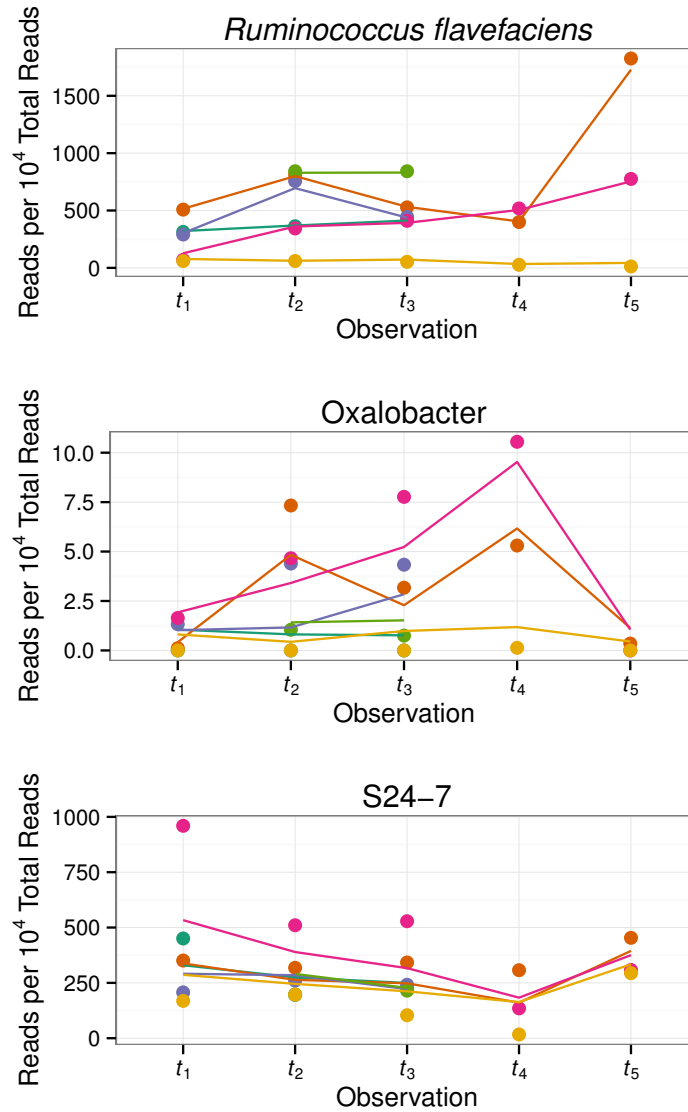 Ruminococcus flavefaciens
Reads per 10⁴ Total Reads
1500
1000
500
0
t₁ t₂ t₃ t₄ t₅
Observation
Oxalobacter
Reads per 10⁴ Total Reads
10.0
7.5
5.0
2.5
0.0
t₁ t₂ t₃ t₄ t₅
Observation
S24−7
Reads per 10⁴ Total Reads
1000
750
500
250
0
t₁ t₂ t₃ t₄ t₅
Observation